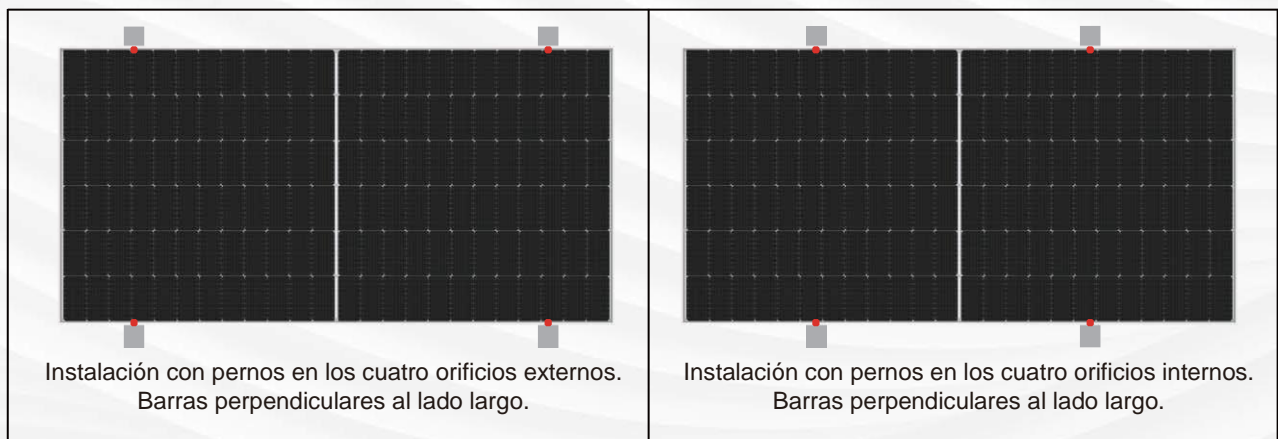 Instalación con pernos en los cuatro orificios externos.
Barras perpendiculares al lado largo.
Instalación con pernos en los cuatro orificios internos.
Barras perpendiculares al lado largo.